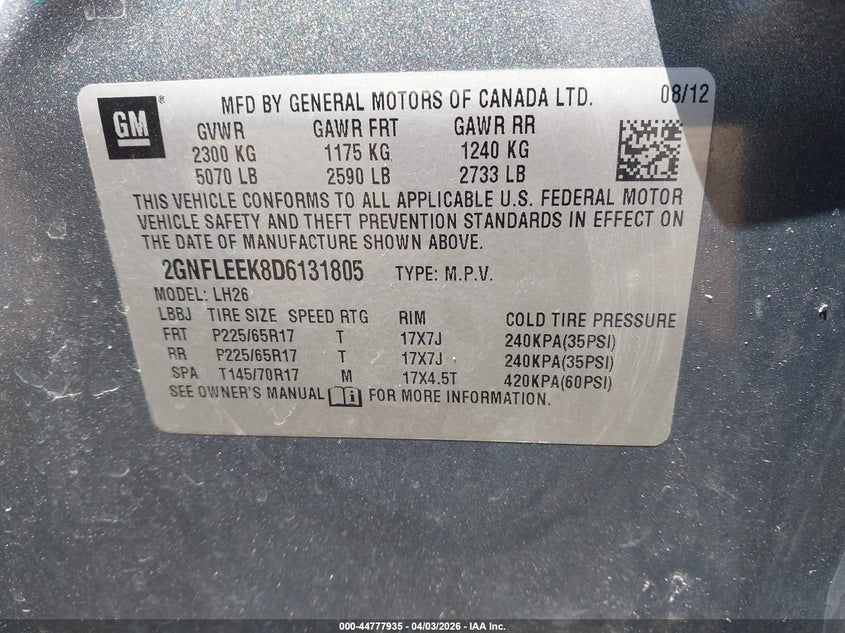 GM ®
MFD BY GENERAL MOTORS OF CANADA LTD. 08/12
GVWR GAWR FRT GAWR RR
2300 KG 1175 KG 1240 KG
5070 LB 2590 LB 2733 LB
THIS VEHICLE CONFORMS TO ALL APPLICABLE U.S. FEDERAL MOTOR
VEHICLE SAFETY AND THEFT PREVENTION STANDARDS IN EFFECT ON
THE DATE OF MANUFACTURE SHOWN ABOVE.
2GNFLEEK8D6131805 TYPE: M.P.V.
MODEL: LH26
LBBJ TIRE SIZE SPEED RTG RIM COLD TIRE PRESSURE
FRT P225/65R17 T 17X7J 240KPA(35PSI)
RR P225/65R17 T 17X7J 240KPA(35PSI)
SPA T145/70R17 M 17X4.5T 420KPA(60PSI)
SEE OWNER'S MANUAL FOR MORE INFORMATION.
000-44777935 - 04/03/2026 - IAA Inc.